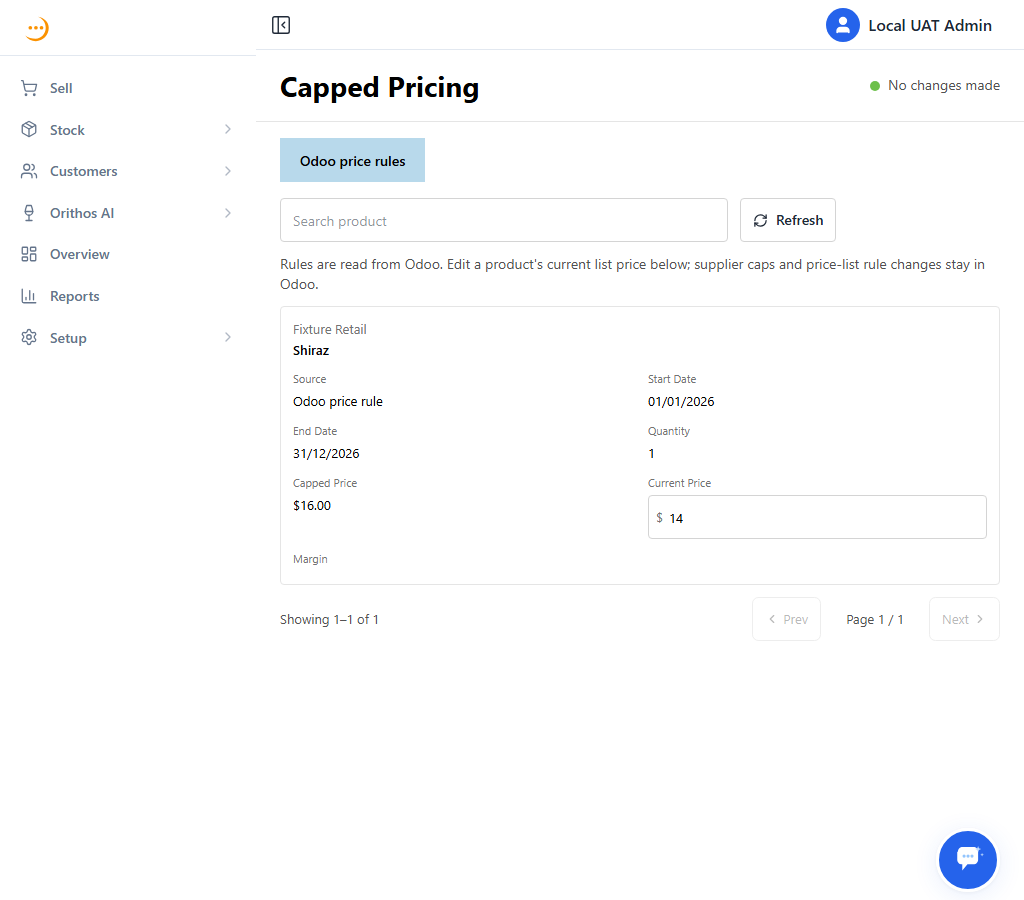 Local UAT Admin
Sell
Stock
Customers
Orithos AI
Overview
Reports
Setup
Capped Pricing
No changes made
Odoo price rules
Search product
Refresh
Rules are read from Odoo. Edit a product's current list price below; supplier caps and price-list rule changes stay in
Odoo.
Fixture Retail
Shiraz
Source
Start Date
Odoo price rule
01/01/2026
End Date
Quantity
31/12/2026
1
Capped Price
Current Price
$16.00
$ 14
Margin
Showing 1–1 of 1
Prev
Page 1 / 1
Next